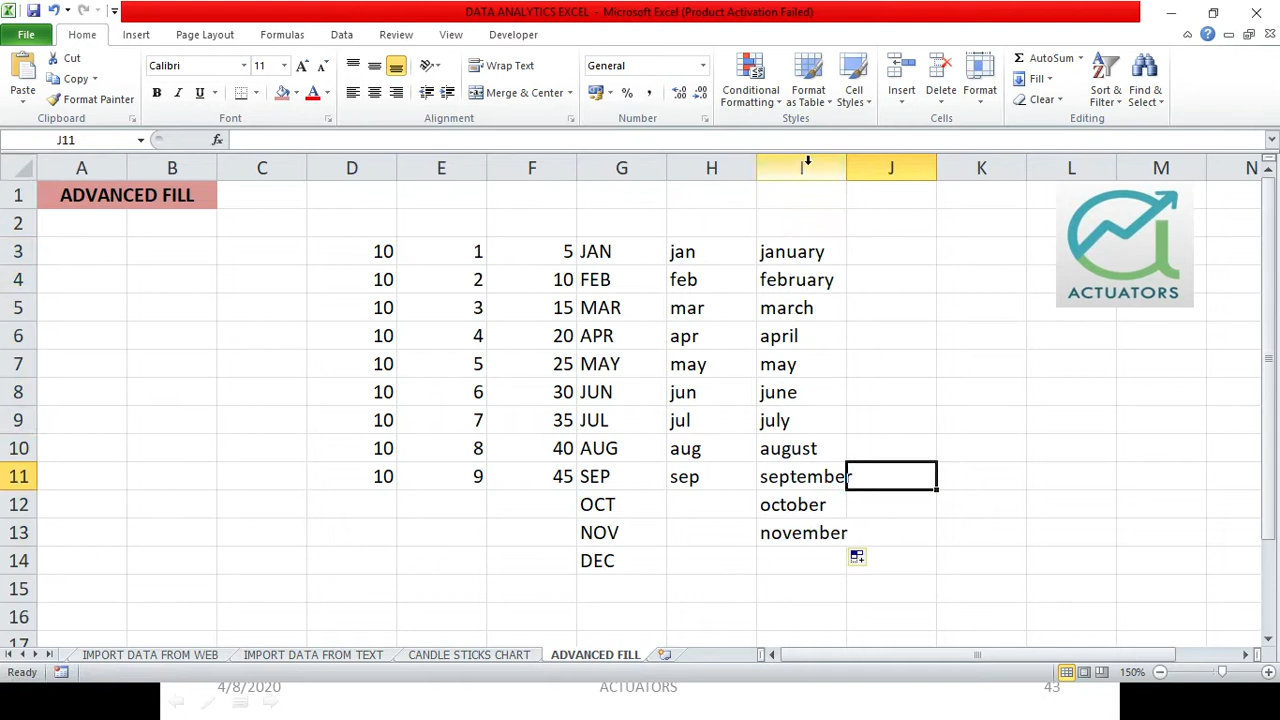 DATA ANALYTICS EXCEL - Microsoft Excel (Product Activation Failed)
File Home Insert Page Layout Formulas Data Review View Developer
Paste
Cut
Copy
Format Painter
Clipboard
Calibri 11
B I U
Font
Wrap Text
Merge & Center
Alignment
General
%
Number
Conditional Formatting
Format as Table
Cell Styles
Styles
Insert
Delete
Format
Cells
AutoSum
Fill
Clear
Sort & Filter
Find & Select
Editing
J11 fx
A B C D E F G H I J K L M N
1 ADVANCED FILL
2
3 10 1 5 JAN jan january
4 10 2 10 FEB feb february
5 10 3 15 MAR mar march
6 10 4 20 APR apr april
7 10 5 25 MAY may may
8 10 6 30 JUN jun june
9 10 7 35 JUL jul july
10 10 8 40 AUG aug august
11 10 9 45 SEP sep september
12 OCT october
13 NOV november
14 DEC
15
16
17
ACTUATORS
IMPORT DATA FROM WEB IMPORT DATA FROM TEXT CANDLE STICKS CHART ADVANCED FILL
Ready 150%
4/8/2020 ACTUATORS 43